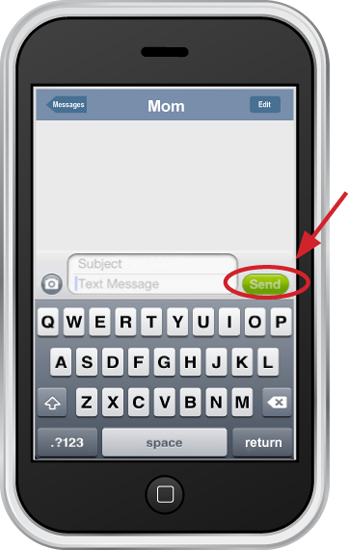 Messages Mom Edit
Subject
Text Message Send
Q W E R T Y U I O P
A S D F G H J K L
Z X C V B N M
.?123 space return